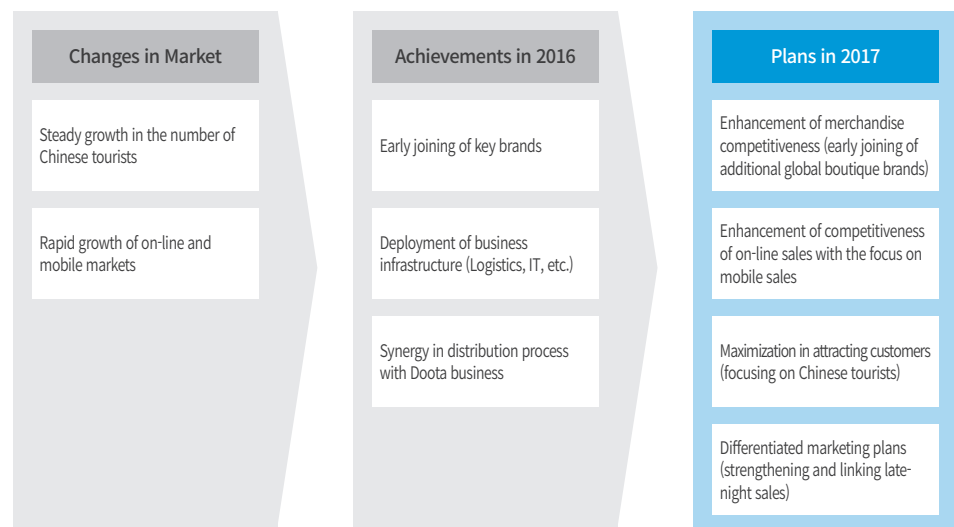 Changes in Market
Steady growth in the number of
Chinese tourists
Rapid growth of on-line and
mobile markets
Achievements in 2016
Early joining of key brands
Deployment of business
infrastructure (Logistics, IT, etc.)
Synergy in distribution process
with Doota business
Plans in 2017
Enhancement of merchandise
competitiveness (early joining of
additional global boutique brands)
Enhancement of competitiveness
of on-line sales with the focus on
mobile sales
Maximization in attracting customers
(focusing on Chinese tourists)
Differentiated marketing plans
(strengthening and linking late-
night sales)